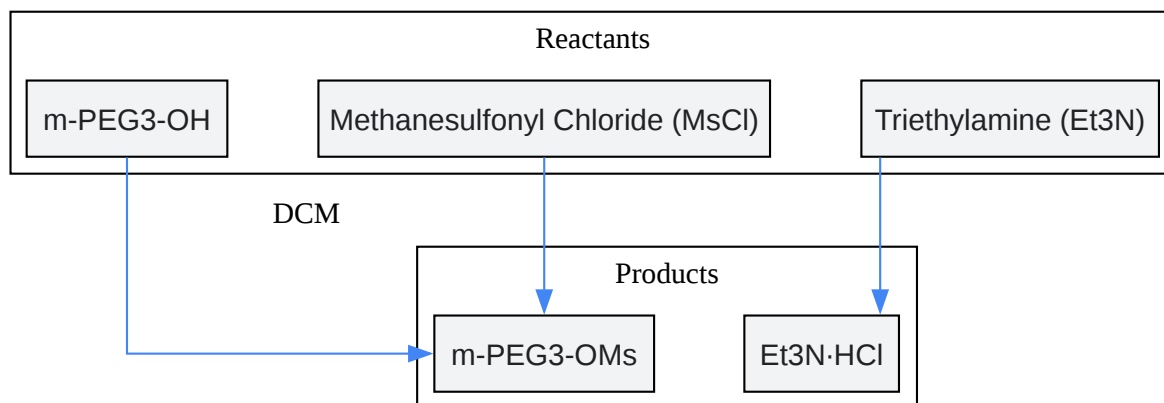 Reactants
m-PEG3-OH
Methanesulfonyl Chloride (MsCl)
Triethylamine (Et3N)
DCM
Products
m-PEG3-OMs
Et3N·HCl